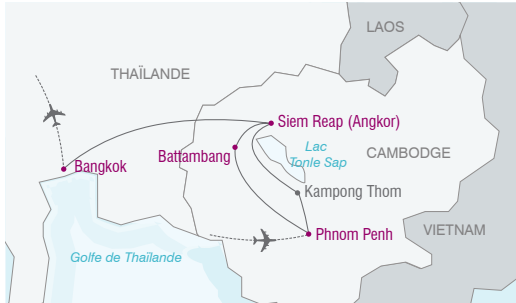 LAOS
THAÏLANDE
Siem Reap (Angkor)
Lac
Tonle Sap
Battambang
CAMBODGE
Bangkok
Kampong Thom
Phnom Penh
VIETNAM
Golfe de Thaïlande